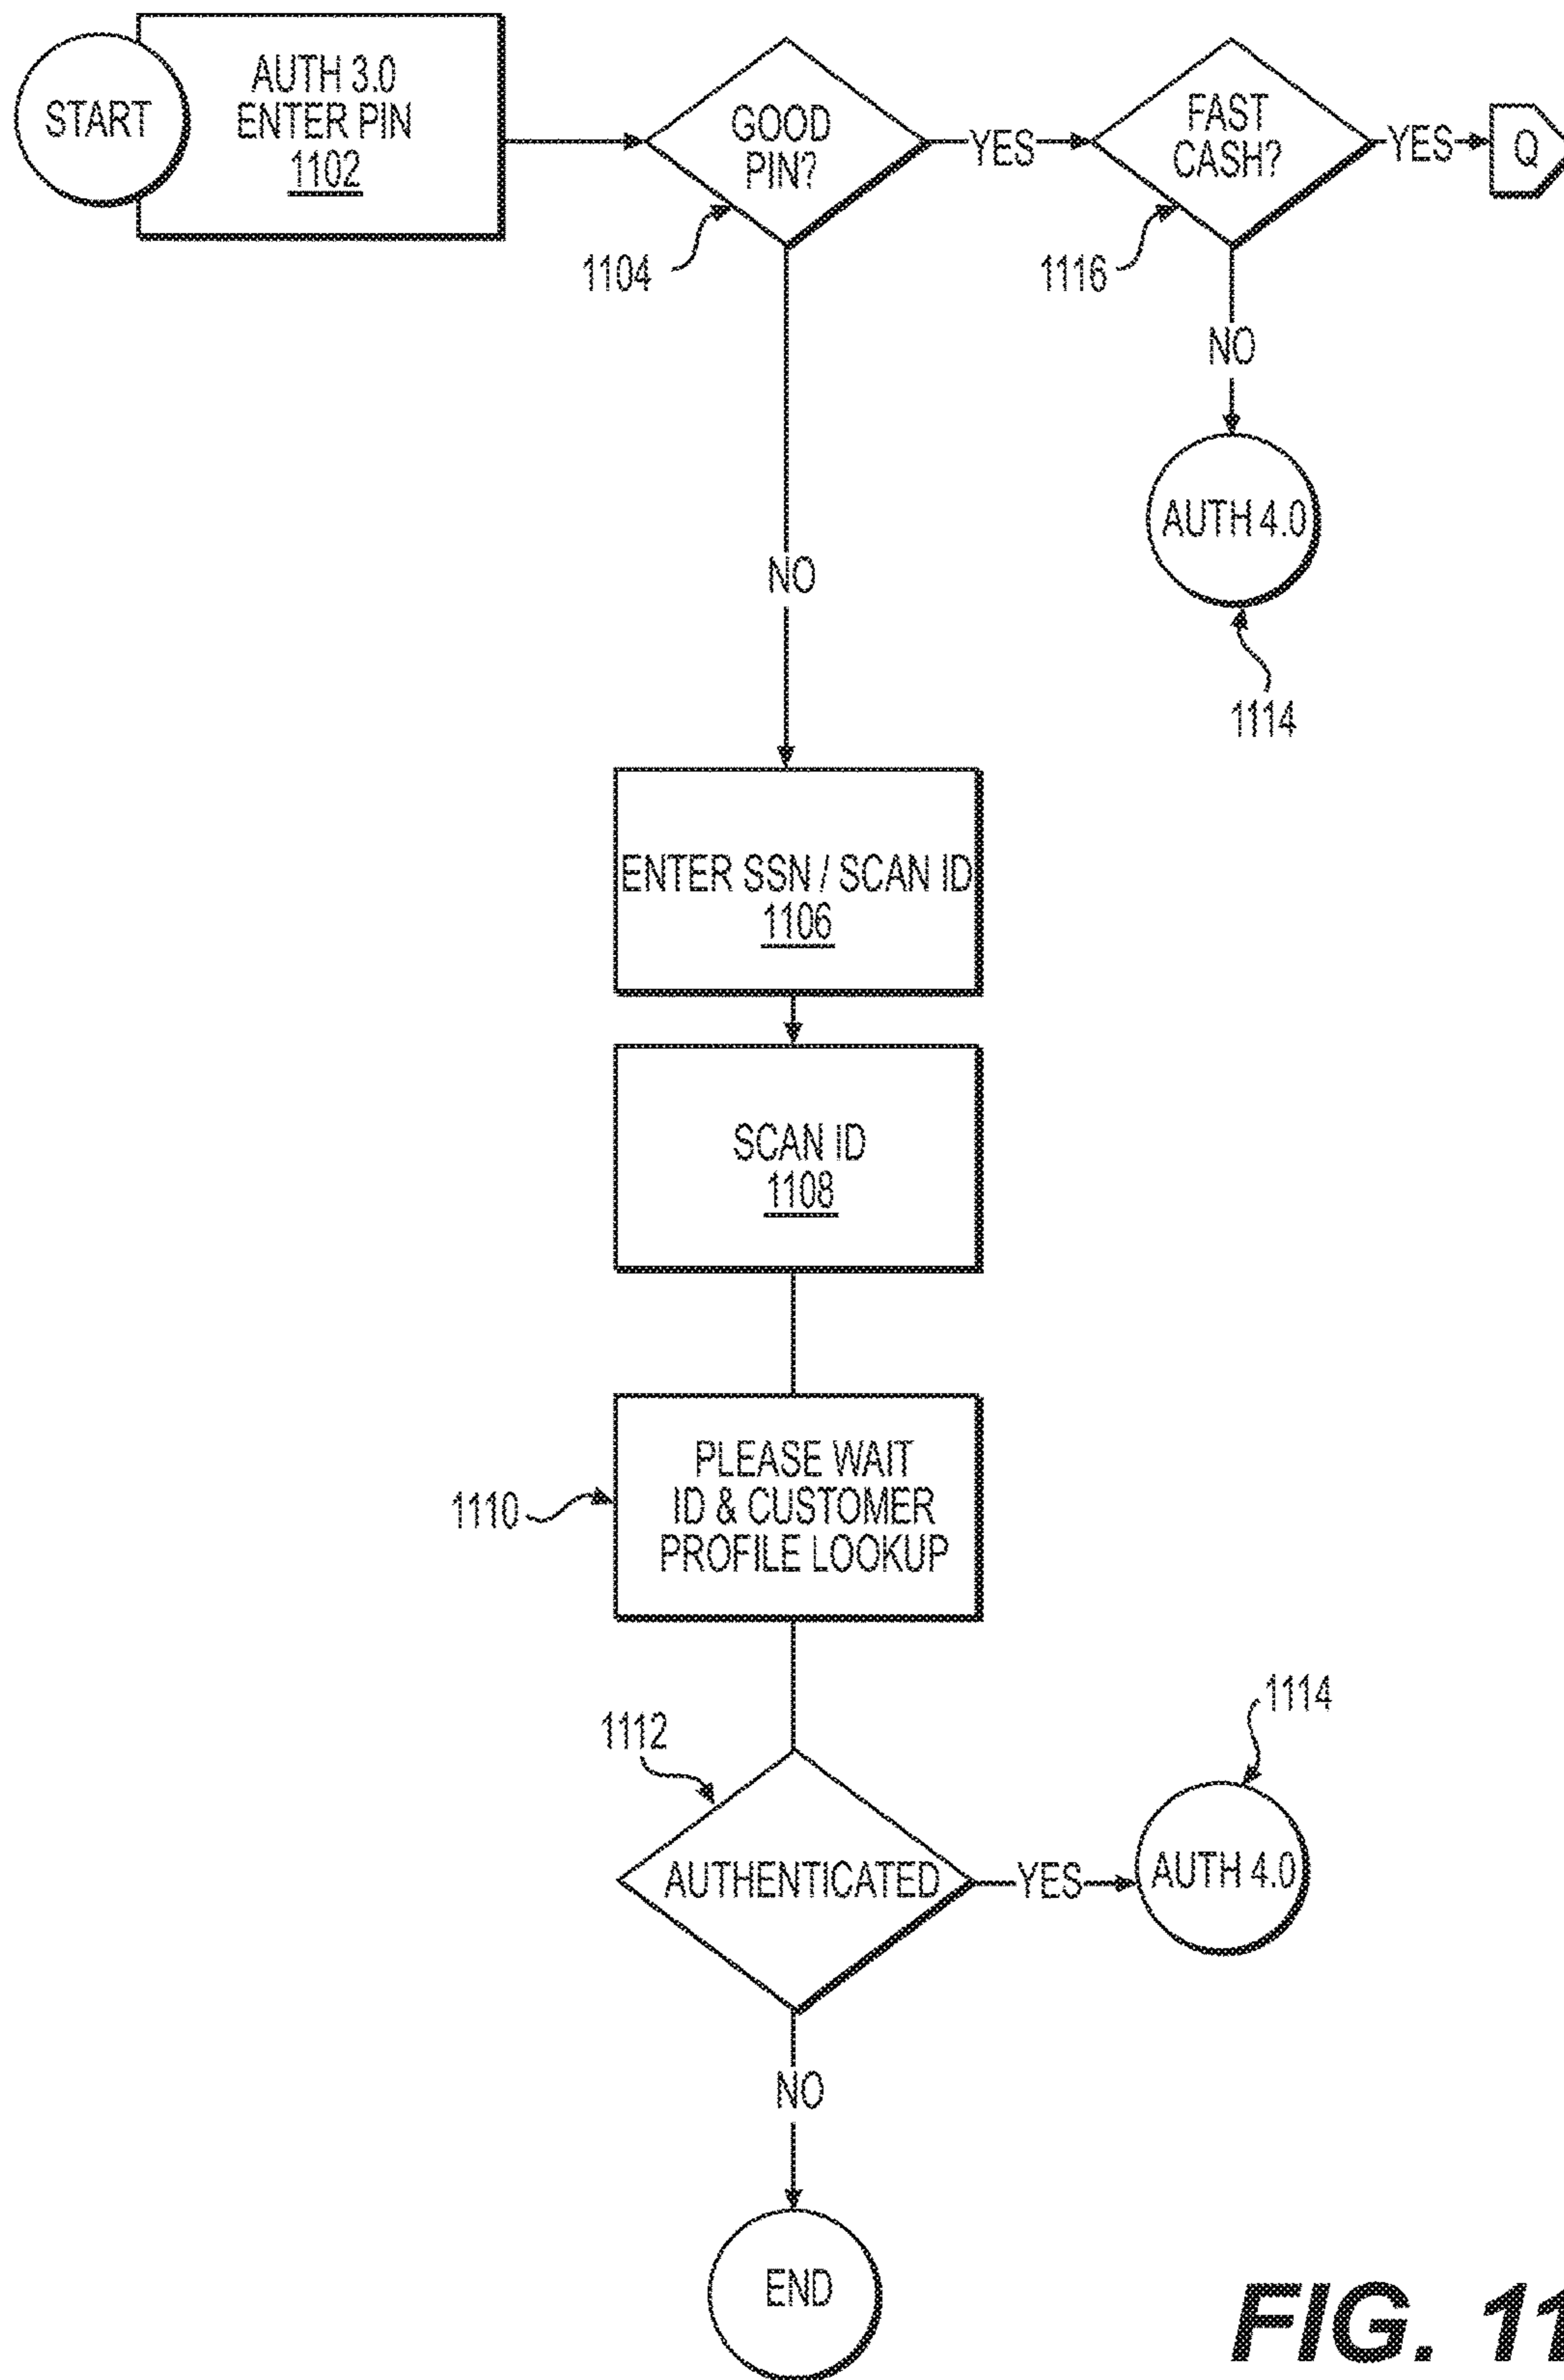 START
AUTH 3.0
ENTER PIN
1102
GOOD
PIN?
1104
YES
FAST
CASH?
1116
YES
Q
NO
AUTH 4.0
1114
NO
ENTER SSN / SCAN ID
1106
SCAN ID
1108
PLEASE WAIT
ID & CUSTOMER
PROFILE LOOKUP
1110
1112
AUTHENTICATED
YES
AUTH 4.0
1114
NO
END
FIG. 11